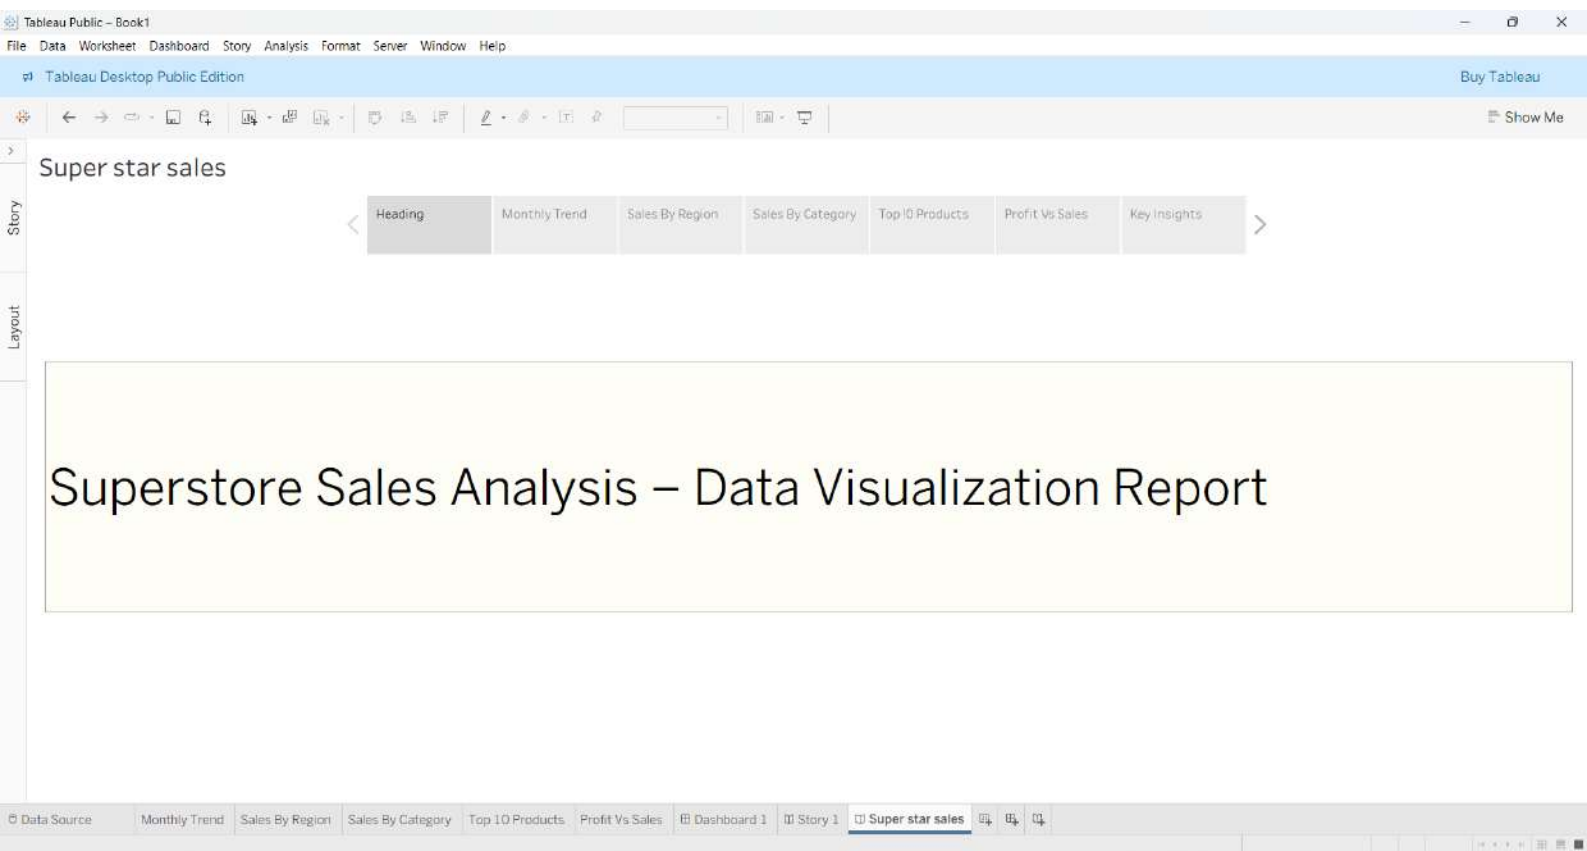 Tableau Public – Book1
File Data Worksheet Dashboard Story Analysis Format Server Window Help
Tableau Desktop Public Edition Buy Tableau
Show Me
Super star sales
Story
Heading Monthly Trend Sales By Region Sales By Category Top 10 Products Profit Vs Sales Key Insights
Layout
Superstore Sales Analysis – Data Visualization Report
Data Source Monthly Trend Sales By Region Sales By Category Top 10 Products Profit Vs Sales Dashboard 1 Story 1 Super star sales